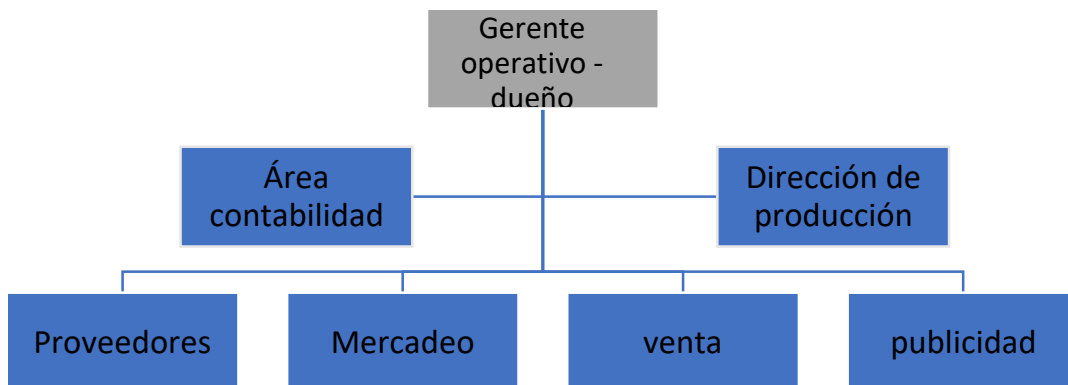 Gerente
operativo -
dueño
Área
contabilidad
Dirección de
producción
Proveedores
Mercadeo
venta
publicidad